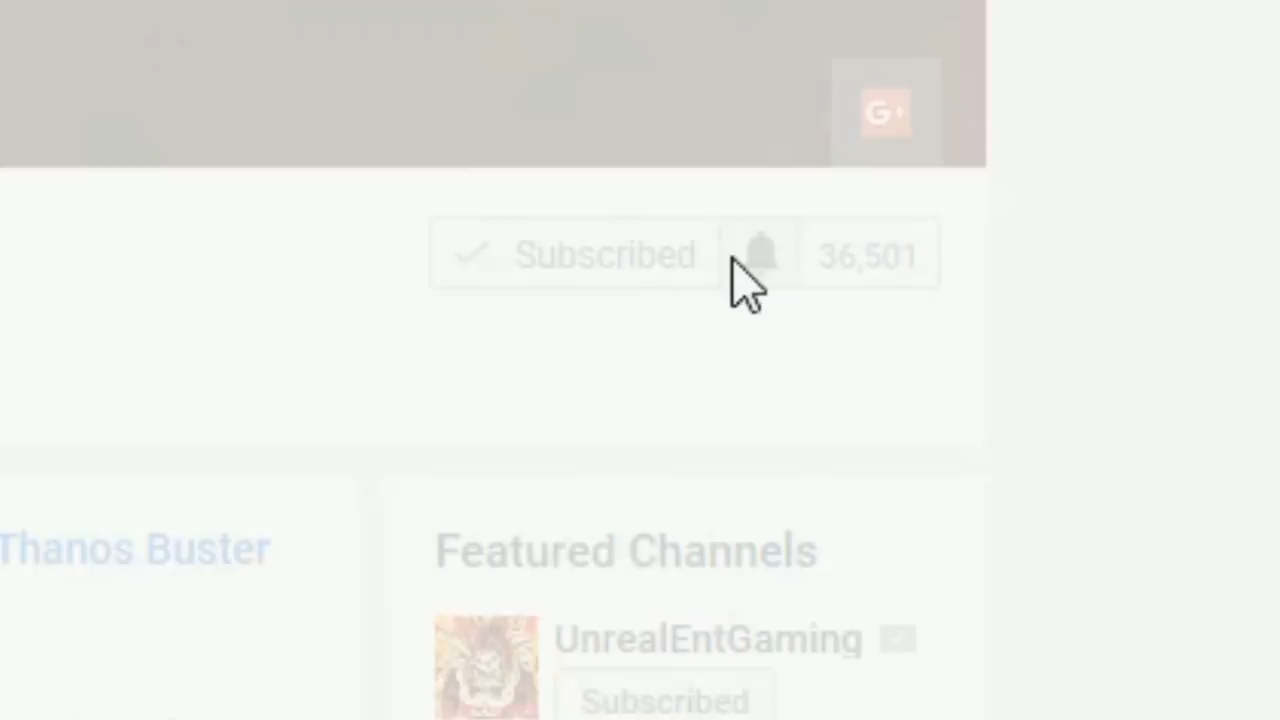 G+
Subscribed 36,501
Thanos Buster
Featured Channels
UnrealEntGaming
Subscribed